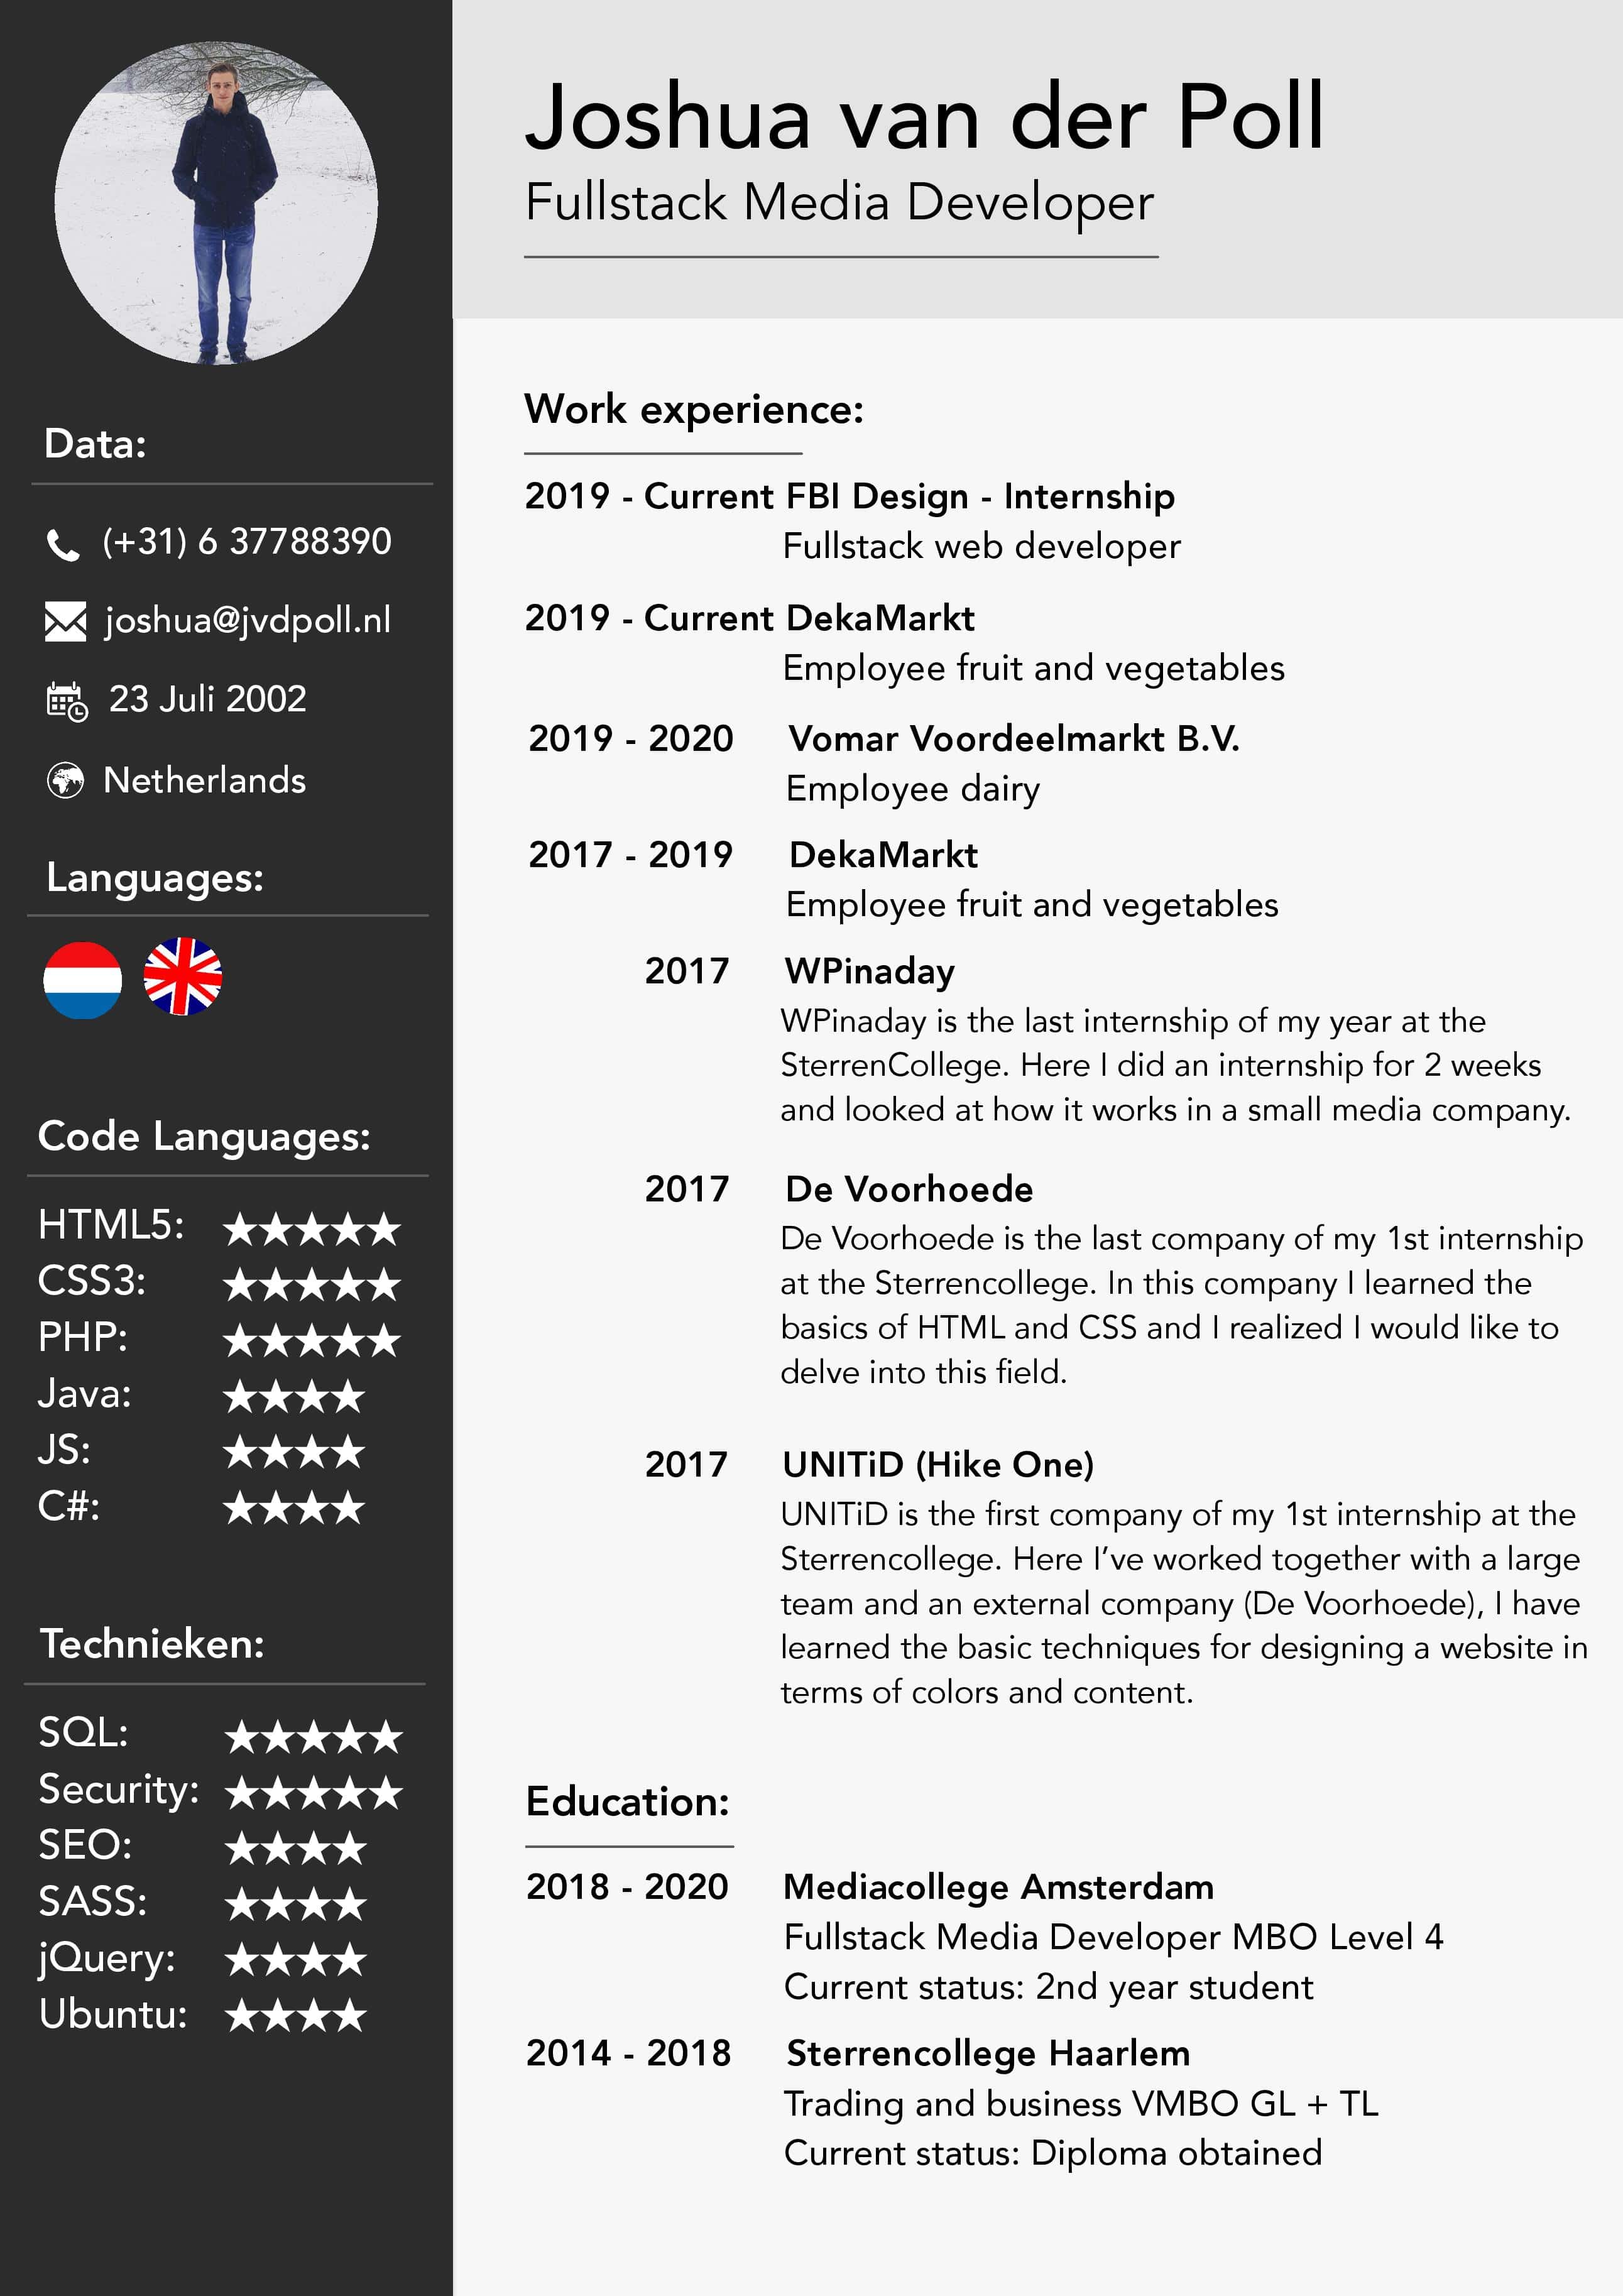 Joshua van der Poll
Fullstack Media Developer
Data:
(+31) 6 37788390
joshua@jvdpoll.nl
23 Juli 2002
Netherlands
Languages:
Code Languages:
HTML5: ★★★★★
CSS3: ★★★★★
PHP: ★★★★★
Java: ★★★★
JS: ★★★★
C#: ★★★★
Technieken:
SQL: ★★★★★
Security: ★★★★★
SEO: ★★★★
SASS: ★★★★
jQuery: ★★★★
Ubuntu: ★★★★
Work experience:
2019 - Current FBI Design - Internship
Fullstack web developer
2019 - Current DekaMarkt
Employee fruit and vegetables
2019 - 2020 Vomar Voordeelmarkt B.V.
Employee dairy
2017 - 2019 DekaMarkt
Employee fruit and vegetables
2017 WPinaday
WPinaday is the last internship of my year at the
SterrenCollege. Here I did an internship for 2 weeks
and looked at how it works in a small media company.
2017 De Voorhoede
De Voorhoede is the last company of my 1st internship
at the Sterrencollege. In this company I learned the
basics of HTML and CSS and I realized I would like to
delve into this field.
2017 UNITiD (Hike One)
UNITiD is the first company of my 1st internship at the
Sterrencollege. Here I’ve worked together with a large
team and an external company (De Voorhoede), I have
learned the basic techniques for designing a website in
terms of colors and content.
Education:
2018 - 2020 Mediacollege Amsterdam
Fullstack Media Developer MBO Level 4
Current status: 2nd year student
2014 - 2018 Sterrencollege Haarlem
Trading and business VMBO GL + TL
Current status: Diploma obtained